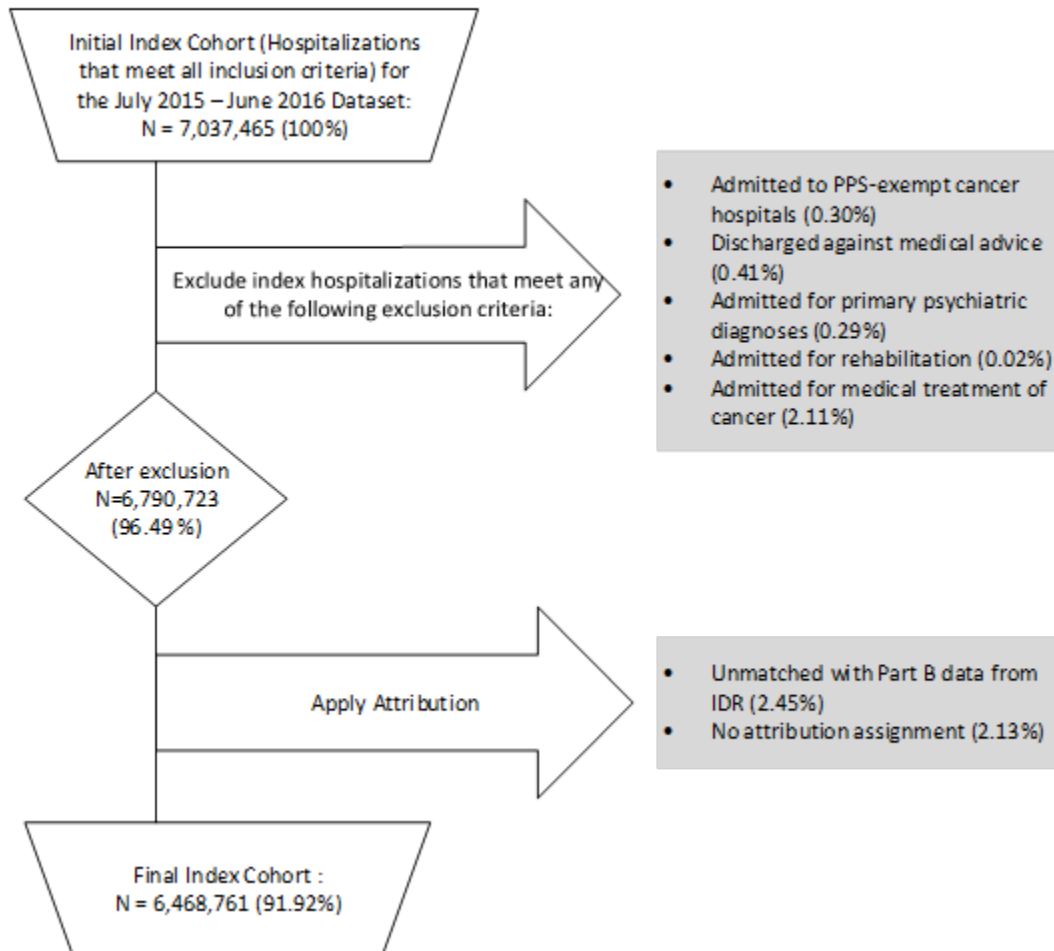 Initial Index Cohort (Hospitalizations
that meet all inclusion criteria) for
the July 2015 – June 2016 Dataset:
N = 7,037,465 (100%)
Exclude index hospitalizations that meet any
of the following exclusion criteria:
• Admitted to PPS-exempt cancer
hospitals (0.30%)
• Discharged against medical advice
(0.41%)
• Admitted for primary psychiatric
diagnoses (0.29%)
• Admitted for rehabilitation (0.02%)
• Admitted for medical treatment of
cancer (2.11%)
After exclusion
N=6,790,723
(96.49%)
Apply Attribution
• Unmatched with Part B data from
IDR (2.45%)
• No attribution assignment (2.13%)
Final Index Cohort :
N = 6,468,761 (91.92%)